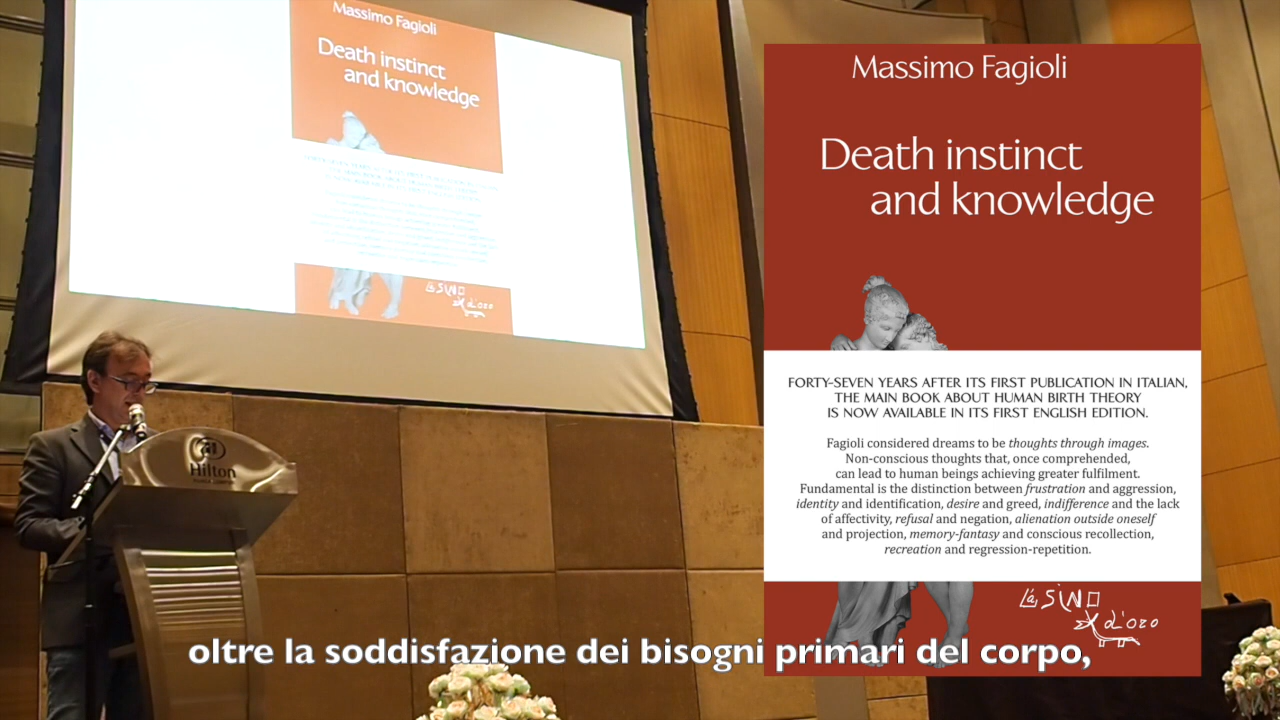 Massimo Fagioli
Death instinct
and knowledge
L'aSINO
d'oro
Hilton
Massimo Fagioli
Death instinct
and knowledge
FORTY-SEVEN YEARS AFTER ITS FIRST PUBLICATION IN ITALIAN,
THE MAIN BOOK ABOUT HUMAN BIRTH THEORY
IS NOW AVAILABLE IN ITS FIRST ENGLISH EDITION.
Fagioli considered dreams to be thoughts through images.
Non-conscious thoughts that, once comprehended,
can lead to human beings achieving greater fulfilment.
Fundamental is the distinction between frustration and aggression,
identity and identification, desire and greed, indifference and the lack
of affectivity, refusal and negation, alienation outside oneself
and projection, memory-fantasy and conscious recollection,
recreation and regression-repetition.
L'aSINO
d'oro
oltre la soddisfazione dei bisogni primari del corpo,